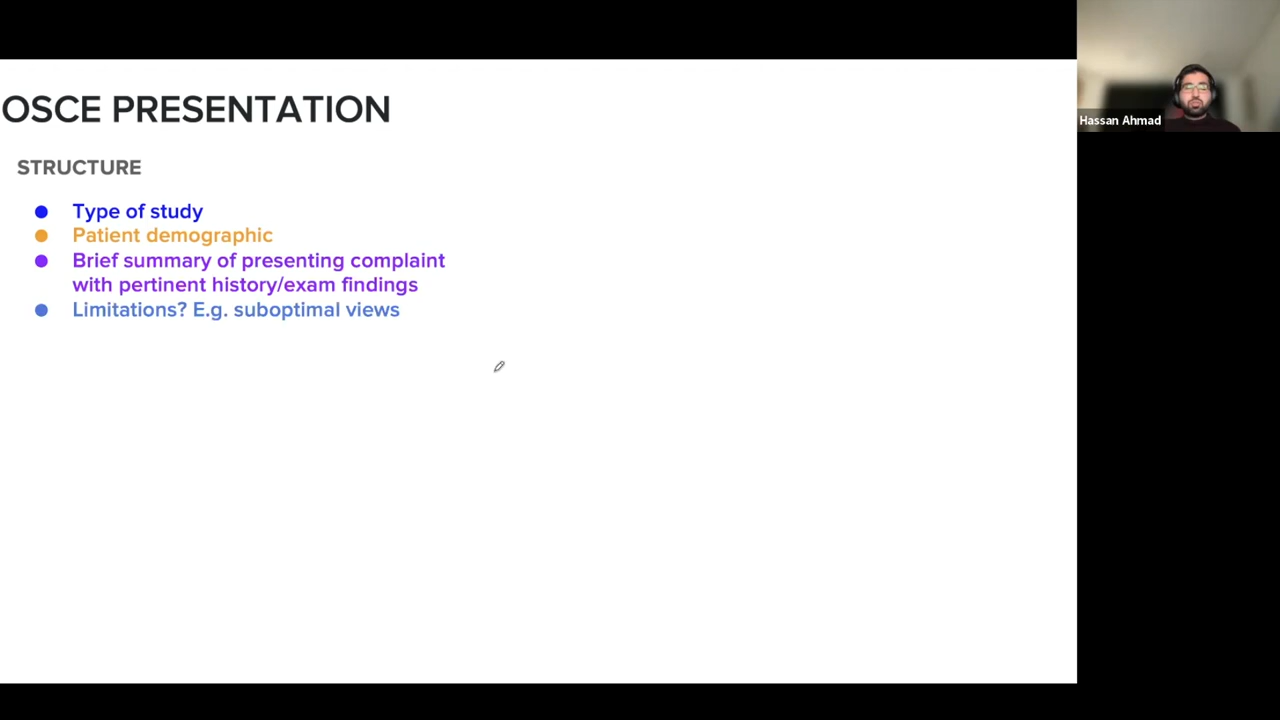 OSCE PRESENTATION
STRUCTURE
● Type of study
● Patient demographic
● Brief summary of presenting complaint
with pertinent history/exam findings
● Limitations? E.g. suboptimal views
Hassan Ahmad